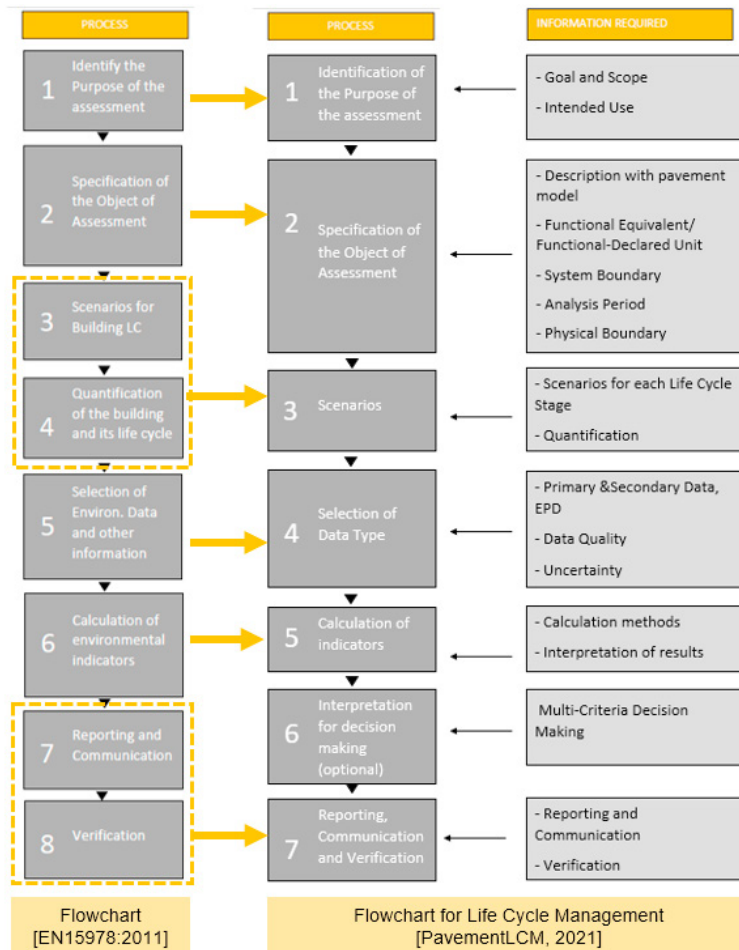 PROCESS
1
Identify the
Purpose of the
assessment
2
Specification of
the Object of
Assessment
3
Scenarios for
Building LC
4
Quantification
of the building
and its life cycle
5
Selection of
Environ. Data
and other
information
6
Calculation of
environmental
indicators
7
Reporting and
Communication
8
Verification
Flowchart
[EN15978:2011]
PROCESS
1
Identification of
the Purpose of
the assessment
2
Specification of
the Object of
Assessment
3
Scenarios
4
Selection of
Data Type
5
Calculation of
indicators
6
Interpretation
for decision
making
(optional)
7
Reporting,
Communication
and Verification
INFORMATION REQUIRED
- Goal and Scope
- Intended Use
- Description with pavement
model
- Functional Equivalent/
Functional-Declared Unit
- System Boundary
- Analysis Period
- Physical Boundary
- Scenarios for each Life Cycle
Stage
- Quantification
- Primary &Secondary Data,
EPD
- Data Quality
- Uncertainty
- Calculation methods
- Interpretation of results
Multi-Criteria Decision
Making
- Reporting and
Communication
- Verification
Flowchart for Life Cycle Management
[PavementLCM, 2021]